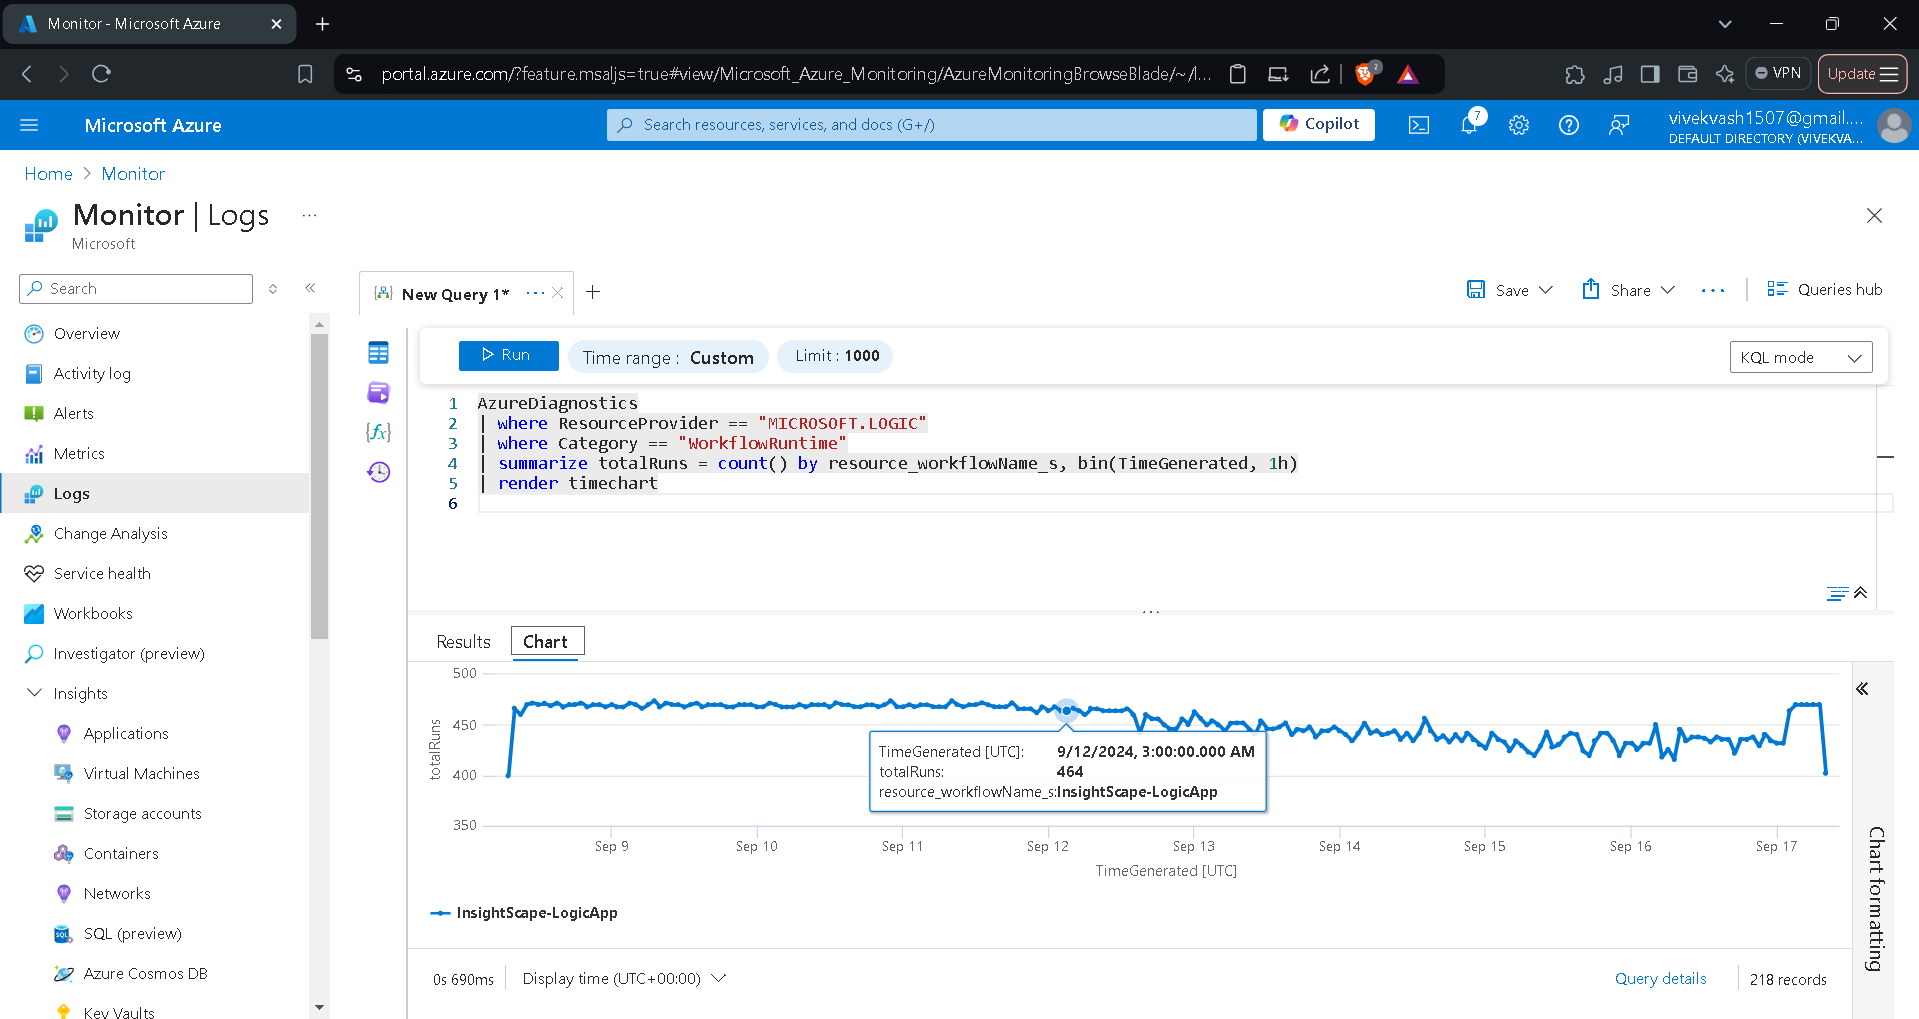 Monitor - Microsoft Azure
portal.azure.com/?feature.msaljs=true#view/Microsoft_Azure_Monitoring/AzureMonitoringBrowseBlade/~/l...
2
VPN
Update
Microsoft Azure
Search resources, services, and docs (G+/)
Copilot
7
vivekvash1507@gmail....
DEFAULT DIRECTORY (VIVEKVA...
Home > Monitor
Monitor | Logs ...
Microsoft
Search
Overview
Activity log
Alerts
Metrics
Logs
Change Analysis
Service health
Workbooks
Investigator (preview)
Insights
Applications
Virtual Machines
Storage accounts
Containers
Networks
SQL (preview)
Azure Cosmos DB
Key Vaults
New Query 1* ...
Save
Share
...
Queries hub
Run
Time range : Custom
Limit : 1000
KQL mode
1 AzureDiagnostics
2 | where ResourceProvider == "MICROSOFT.LOGIC"
3 | where Category == "WorkflowRuntime"
4 | summarize totalRuns = count() by resource_workflowName_s, bin(TimeGenerated, 1h)
5 | render timechart
6
Results
Chart
500
450
400
350
totalRuns
TimeGenerated [UTC]: 9/12/2024, 3:00:00.000 AM
totalRuns: 464
resource_workflowName_s: InsightScape-LogicApp
Sep 9
Sep 10
Sep 11
Sep 12
Sep 13
Sep 14
Sep 15
Sep 16
Sep 17
TimeGenerated [UTC]
InsightScape-LogicApp
Chart formatting
0s 690ms
Display time (UTC+00:00)
Query details
218 records